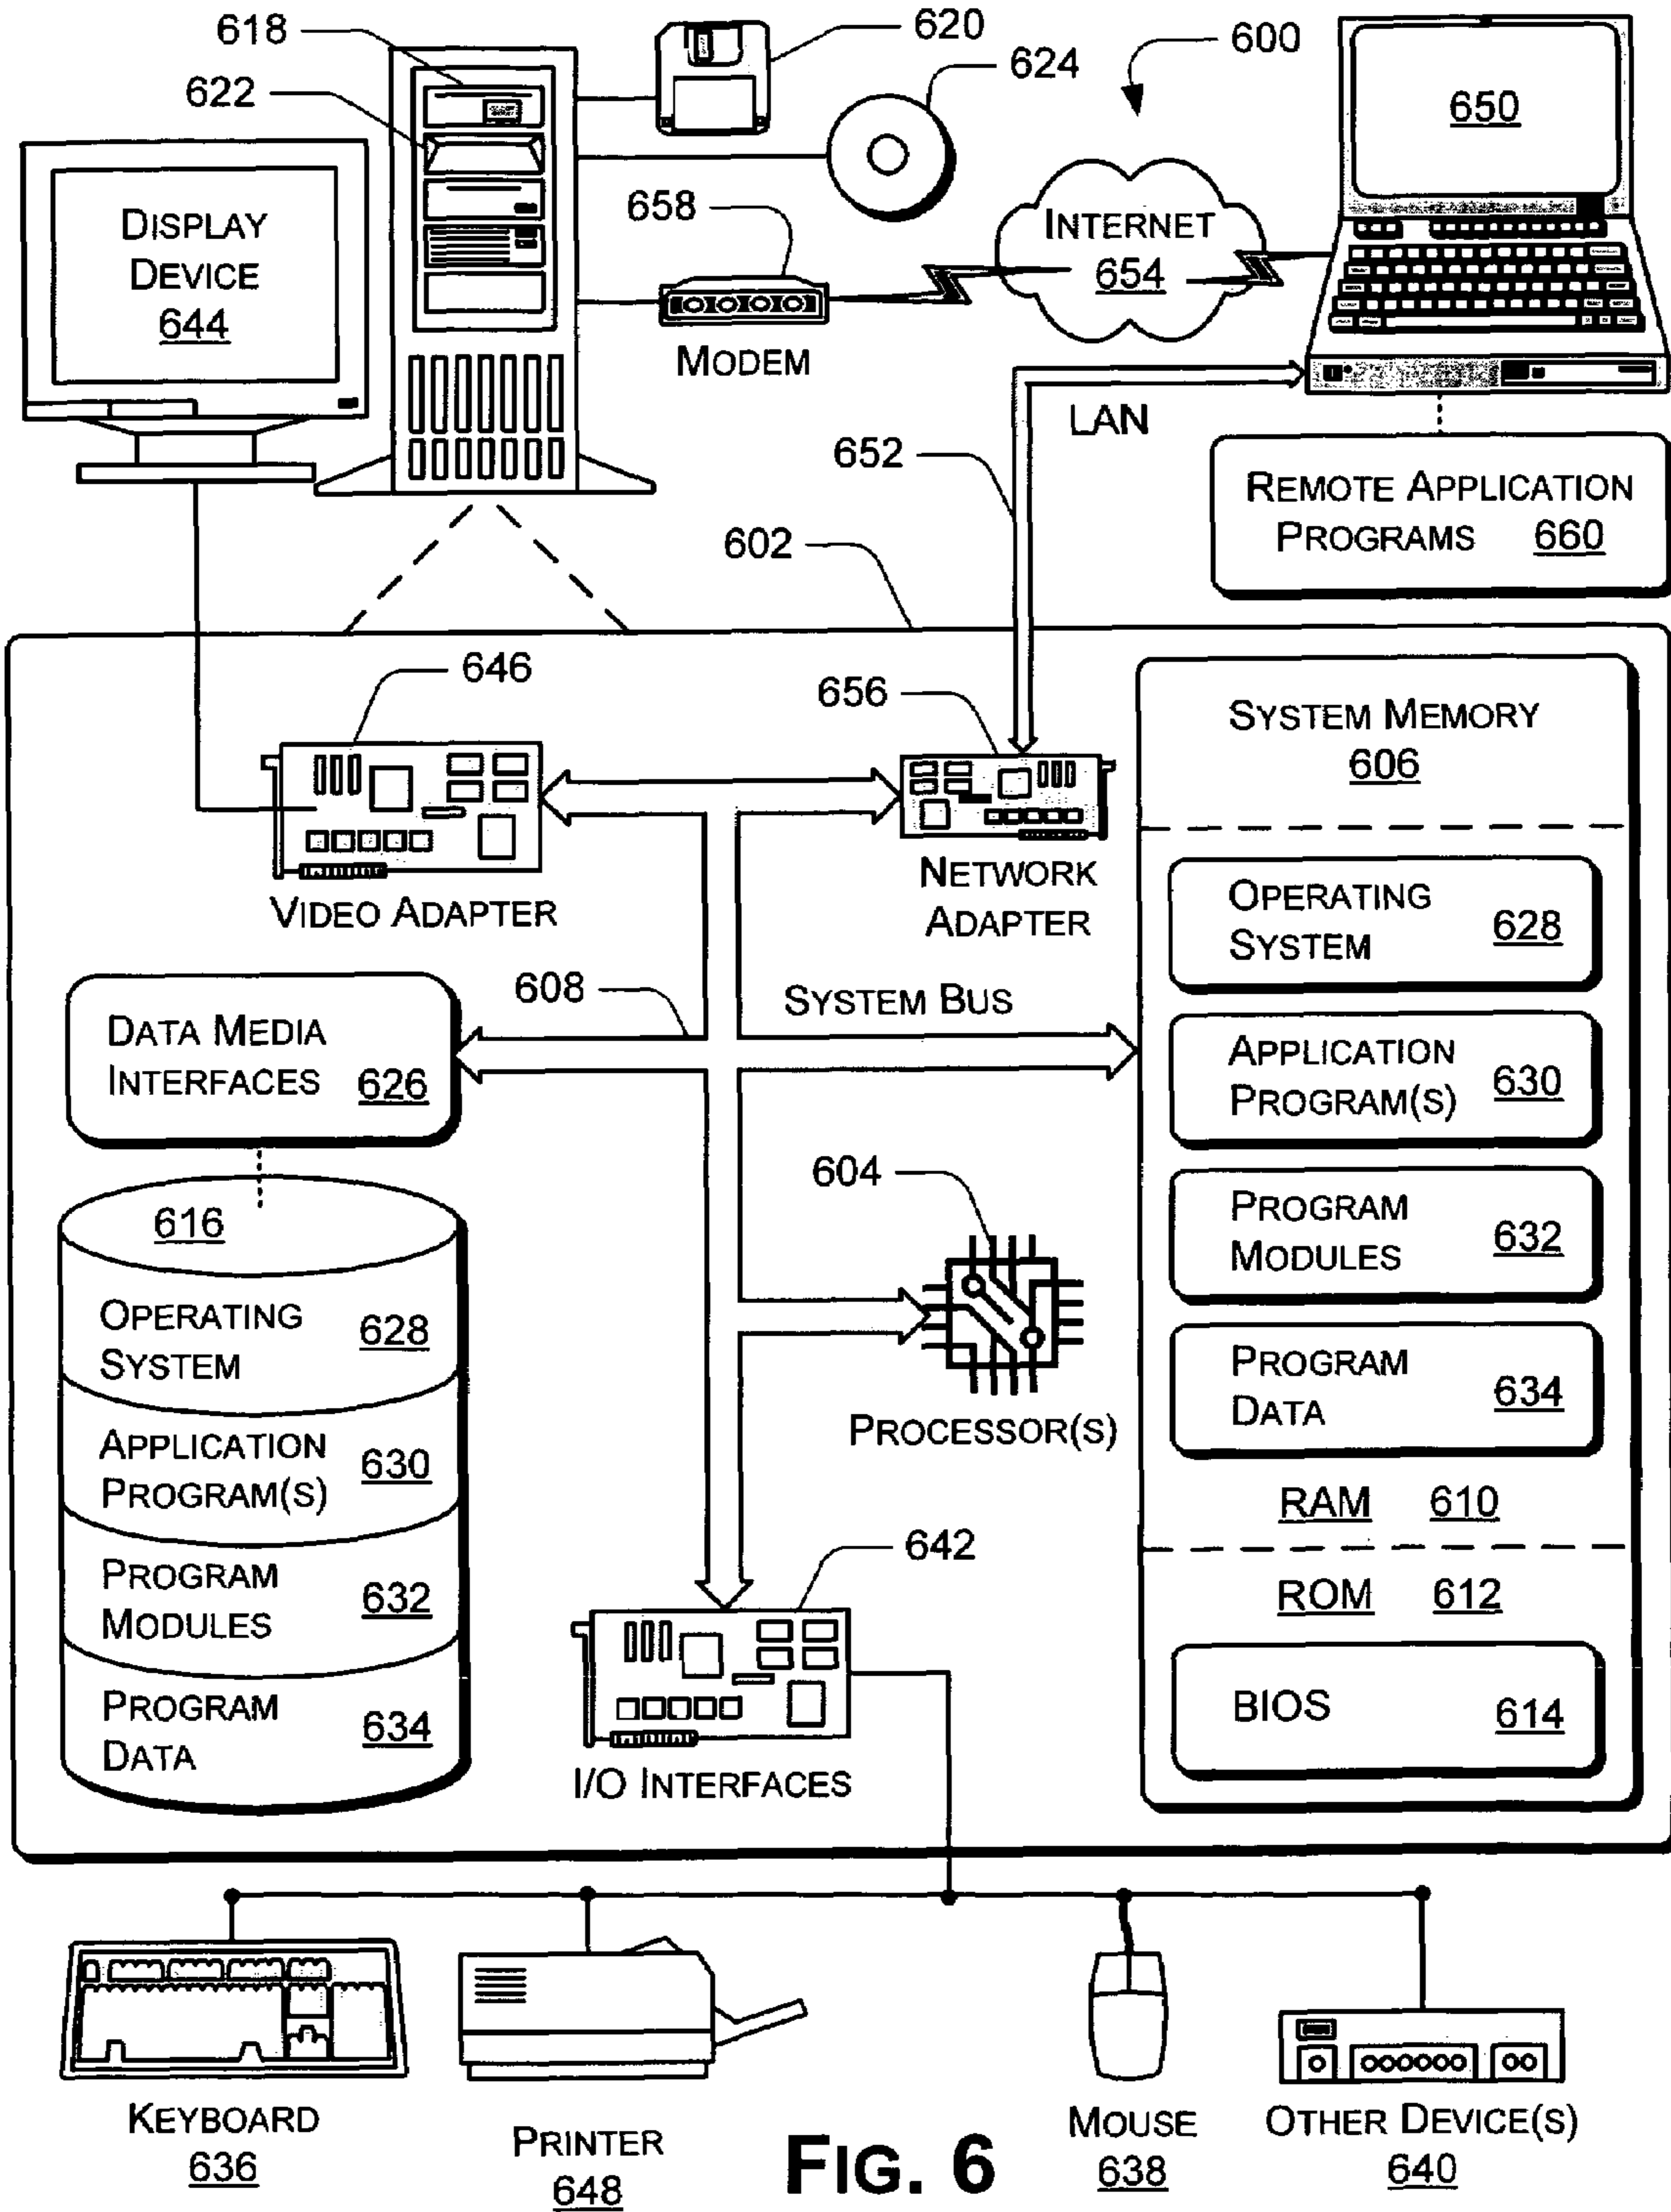 618
620
600
622
624
650
DISPLAY
DEVICE
644
658
INTERNET
654
MODEM
LAN
652
REMOTE APPLICATION
PROGRAMS 660
602
646
656
SYSTEM MEMORY
606
VIDEO ADAPTER
NETWORK
ADAPTER
OPERATING
SYSTEM 628
608
SYSTEM BUS
DATA MEDIA
INTERFACES 626
APPLICATION
PROGRAM(S) 630
604
616
PROGRAM
MODULES 632
OPERATING
SYSTEM 628
PROCESSOR(S)
PROGRAM
DATA 634
APPLICATION
PROGRAM(S) 630
RAM 610
642
ROM 612
PROGRAM
MODULES 632
PROGRAM
DATA 634
I/O INTERFACES
BIOS 614
KEYBOARD
636
PRINTER
648
MOUSE
638
OTHER DEVICE(S)
640
FIG. 6